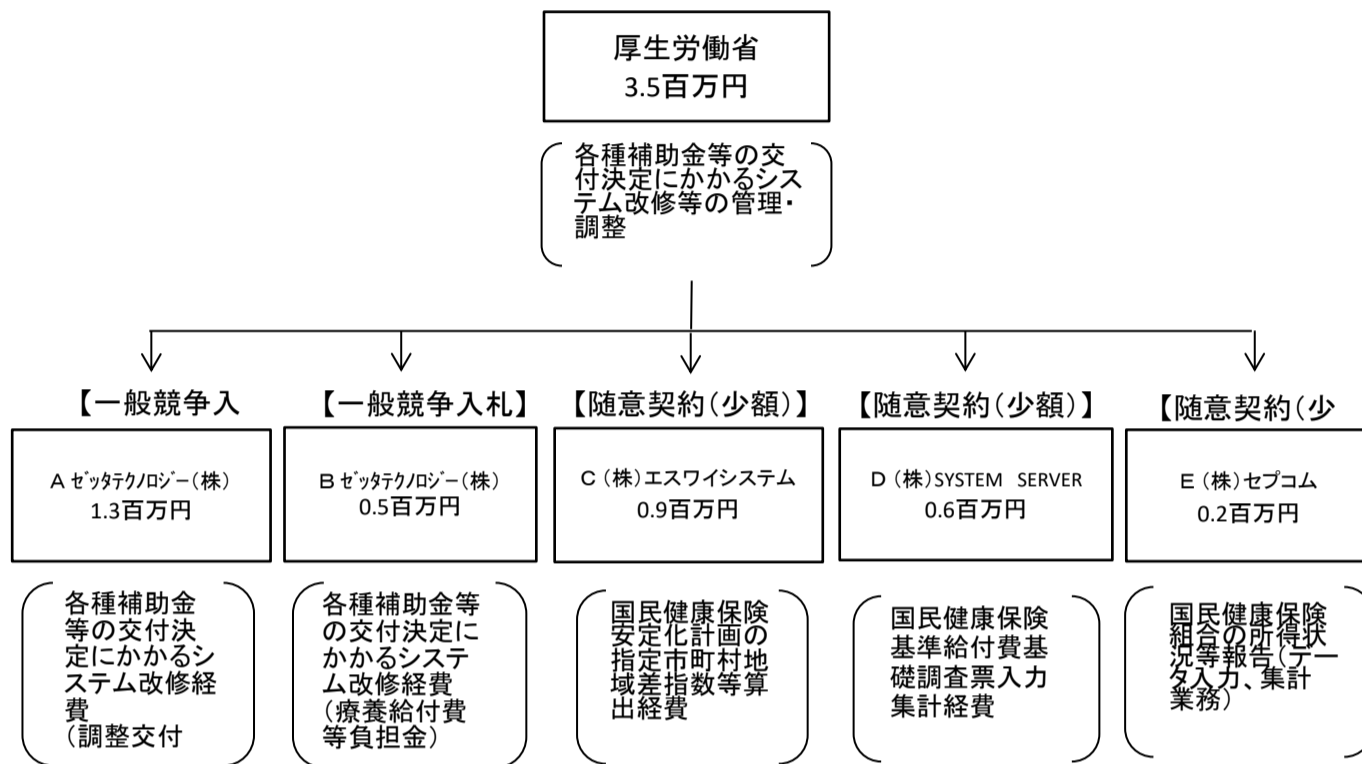 厚生労働省
3.5百万円
各種補助金等の交
付決定にかかるシス
テム改修等の管理・
調整
【一般競争入
【一般競争入札】
【随意契約(少額)】
【随意契約(少額)】
【随意契約(少
A ｾﾞｯﾀﾃｸﾉﾛｼﾞｰ(株)
1.3百万円
B ｾﾞｯﾀﾃｸﾉﾛｼﾞｰ(株)
0.5百万円
C (株)エスワイシステム
0.9百万円
D (株)SYSTEM SERVER
0.6百万円
E (株)セプコム
0.2百万円
各種補助金
等の交付決
定にかかるシ
ステム改修経
費
(調整交付
各種補助金等
の交付決定に
かかるシステ
ム改修経費
(療養給付費
等負担金)
国民健康保険
安定化計画の
指定市町村地
域差指数等算
出経費
国民健康保険
基準給付費基
礎調査票入力
集計経費
国民健康保険
組合の所得状
況等報告(デー
タ入力、集計
業務)